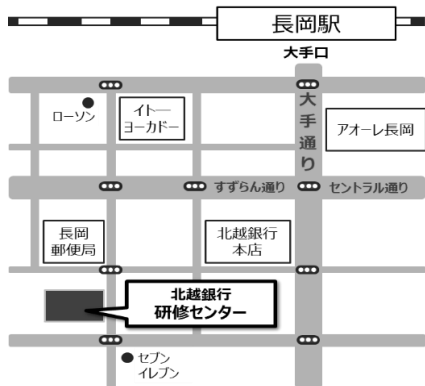 長岡駅
大手口
大手通り
ローソン
イトー
ヨーカドー
アオーレ長岡
すずらん通り
セントラル通り
長岡
郵便局
北越銀行
本店
北越銀行
研修センター
セブン
イレブン